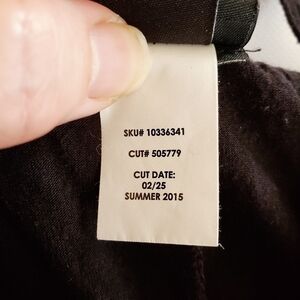 SKU# 10336341
CUT# 505779
CUT DATE:
02/25
SUMMER 2015